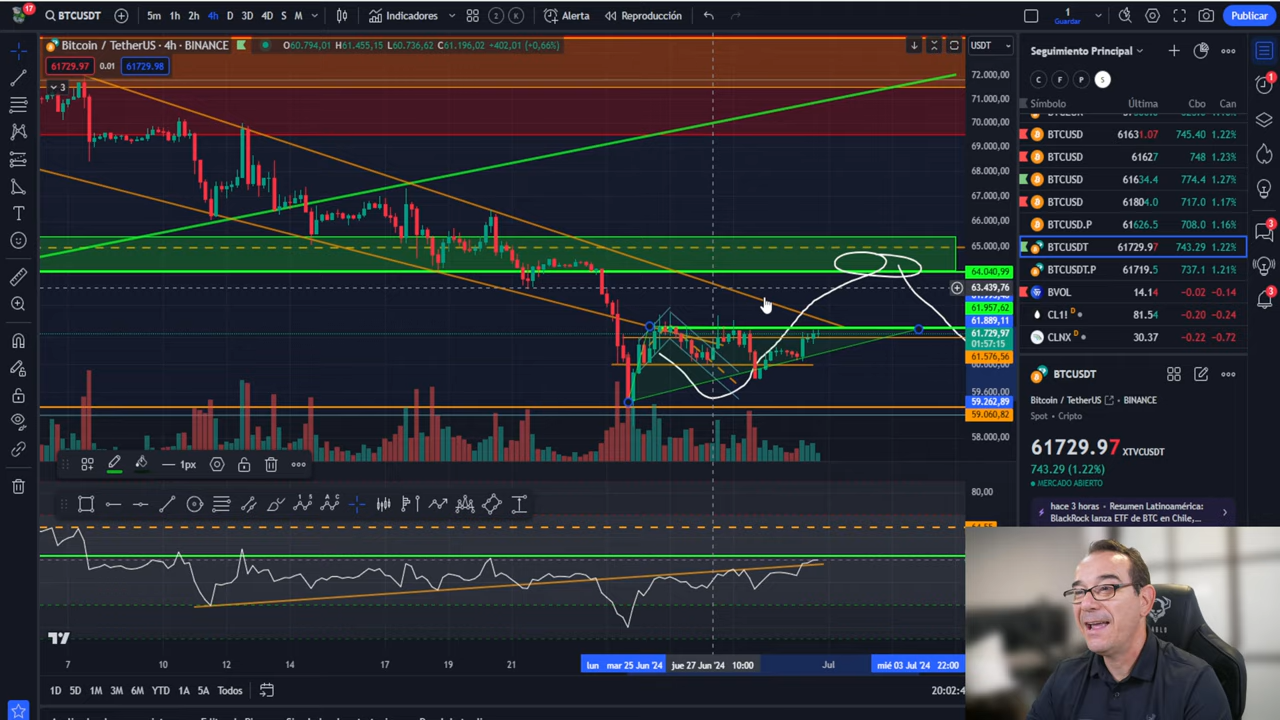 17
BTCUSDT
5m 1h 2h 4h D 3D 4D S M
Indicadores
2 K
Alerta
Reproducción
1
Guardar
Publicar
Bitcoin / TetherUS · 4h · BINANCE
O60.794,01 H61.455,15 L60.736,62 C61.196,02 +402,01 (+0,66%)
61729.97 0.01 61729.98
3
USDT
72.000,00
71.000,00
70.000,00
69.000,00
68.000,00
67.000,00
66.000,00
65.000,00
64.040,99
63.439,76
61.957,62
61.889,11
61.729,97
01:57:15
61.576,56
59.600,00
59.262,89
59.060,82
58.000,00
1px
80,00
7 10 12 14 17 19 21 lun mar 25 Jun '24 jue 27 Jun '24 10:00 Jul mié 03 Jul '24 22:00
1D 5D 1M 3M 6M YTD 1A 5A Todos
20:02:4
Seguimiento Principal
C F P S
Símbolo Última Cbo Can
BTCUSD 61631.07 745.40 1.22%
BTCUSD 61627 748 1.23%
BTCUSD 61634.4 774.4 1.27%
BTCUSD 61804.0 717.0 1.17%
BTCUSD.P 61626.5 708.0 1.16%
BTCUSDT 61729.97 743.29 1.22%
BTCUSDT.P 61719.5 737.1 1.21%
BVOL 14.14 -0.02 -0.14
CL1! D 81.54 -0.20 -0.24
CLNX D 30.37 -0.22 -0.72
BTCUSDT
Bitcoin / TetherUS · BINANCE
Spot · Cripto
61729.97 XTVCUSDT
743.29 (1.22%)
MERCADO ABIERTO
hace 3 horas · Resumen Latinoamérica:
BlackRock lanza ETF de BTC en Chile,...
1
3
3